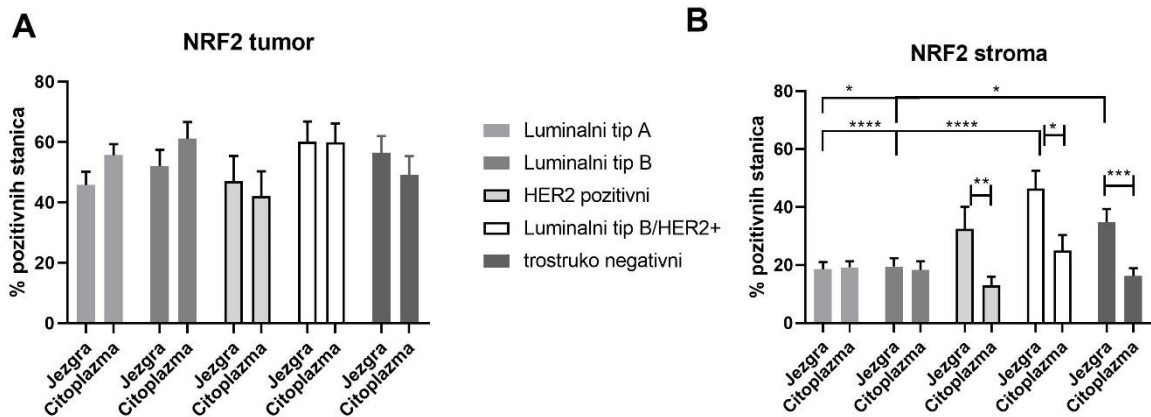 A
NRF2 tumor
% pozitivnih stanica
80
60
40
20
0
Jezgra
Citoplazma
Jezgra
Citoplazma
Jezgra
Citoplazma
Jezgra
Citoplazma
Jezgra
Citoplazma
Luminalni tip A
Luminalni tip B
HER2 pozitivni
Luminalni tip B/HER2+
trostruko negativni
B
NRF2 stroma
% pozitivnih stanica
80
60
40
20
0
* *
**** **** *
** ***
Jezgra
Citoplazma
Jezgra
Citoplazma
Jezgra
Citoplazma
Jezgra
Citoplazma
Jezgra
Citoplazma